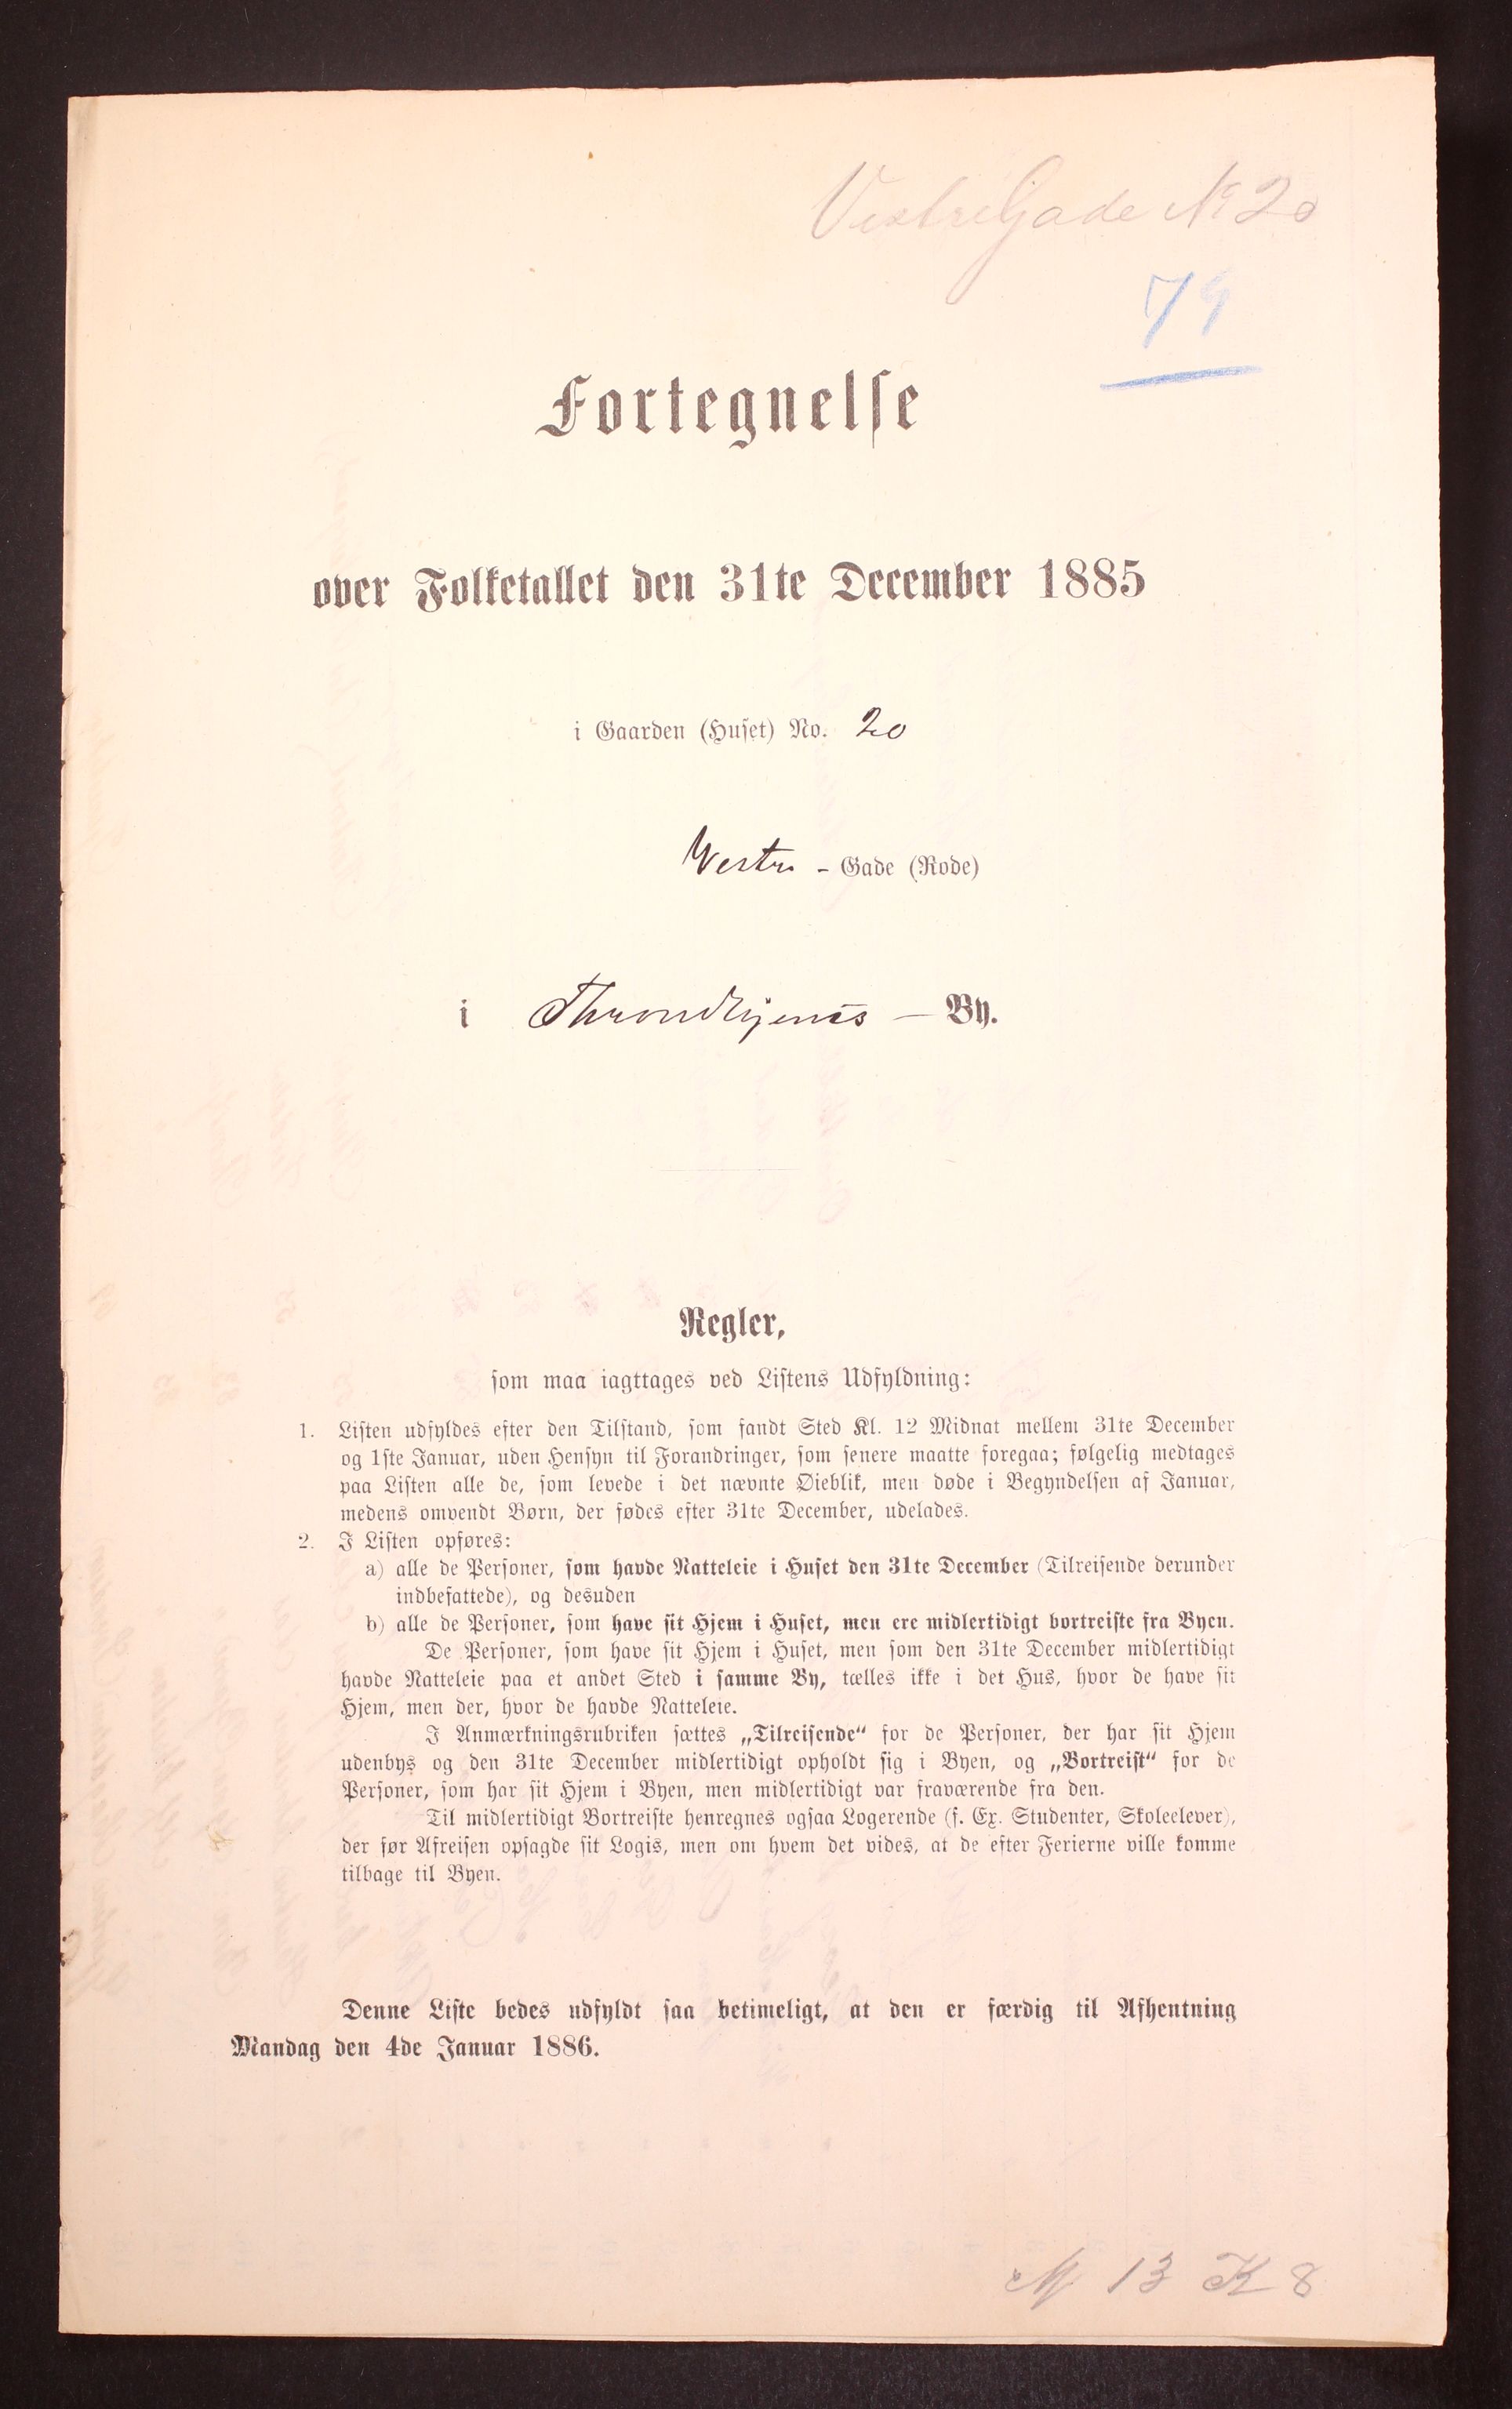 Vestre Gade No 20
79
Fortegnelse
over Folketallet den 31te December 1885
i Gaarden (Huset) No. 20
Vestre - Gade (Rode)
i Throndhjems — By.
Regler,
som maa iagttages ved Listens Udfyldning:
1. Listen udfyldes efter den Tilstand, som fandt Sted Kl. 12 Midnat mellem 31te December
og 1ste Januar, uden Hensyn til Forandringer, som senere maatte foregaa; følgelig medtages
paa Listen alle de, som levede i det nævnte Øieblik, men døde i Begyndelsen af Januar,
medens omvendt Børn, der fødes efter 31te December, udelades.
2. I Listen opføres:
a) alle de Personer, som havde Natteleie i Huset den 31te December (Tilreisende derunder
indbefattede), og desuden
b) alle de Personer, som have sit Hjem i Huset, men ere midlertidigt bortreiste fra Byen.
De Personer, som have sit Hjem i Huset, men som den 31te December midlertidigt
havde Natteleie paa et andet Sted i samme By, tælles ikke i det Hus, hvor de have sit
Hjem, men der, hvor de havde Natteleie.
I Anmærkningsrubriken sættes „Tilreisende“ for de Personer, der har sit Hjem
udenbys og den 31te December midlertidigt opholdt sig i Byen, og „Bortreist“ for de
Personer, som har sit Hjem i Byen, men midlertidigt var fraværende fra den.
Til midlertidigt Bortreiste henregnes ogsaa Logerende (f. Ex. Studenter, Skoleelever),
der før Afreisen opsagde sit Logis, men om hvem det vides, at de efter Ferierne ville komme
tilbage til Byen.
Denne Liste bedes udfyldt saa betimeligt, at den er færdig til Afhentning
Mandag den 4de Januar 1886.
M 13 K 8